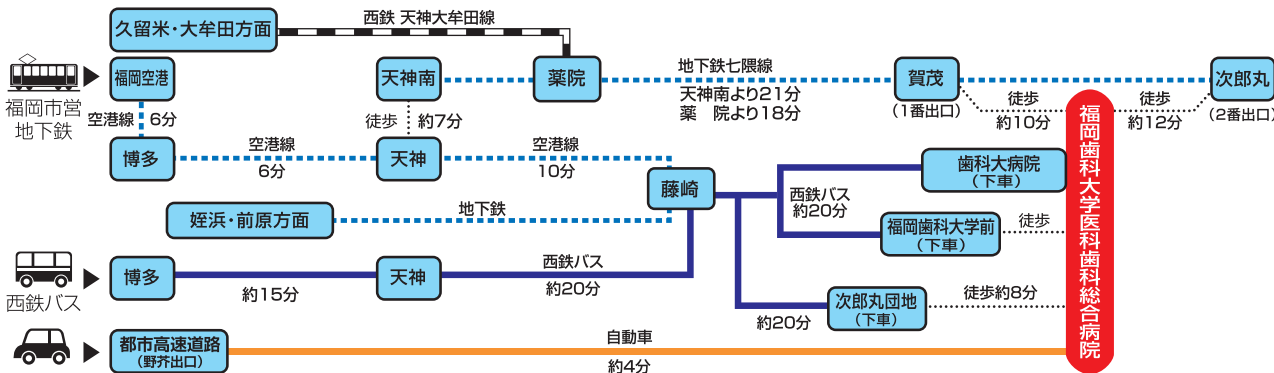 西鉄 天神大牟田線
久留米・大牟田方面
福岡市営
地下鉄
福岡空港
天神南
薬院
地下鉄七隈線
天神南より21分
薬 院より18分
賀茂
(1番出口)
徒歩
約10分
徒歩
約12分
次郎丸
(2番出口)
空港線
6分
徒歩
約7分
博多
空港線
6分
天神
空港線
10分
藤崎
姪浜・前原方面
地下鉄
西鉄バス
約20分
歯科大病院
(下車)
福岡歯科大学前
(下車)
徒歩
西鉄バス
博多
約15分
天神
西鉄バス
約20分
約20分
次郎丸団地
(下車)
徒歩約8分
都市高速道路
(野芥出口)
自動車
約4分
福岡歯科大学医科歯科総合病院